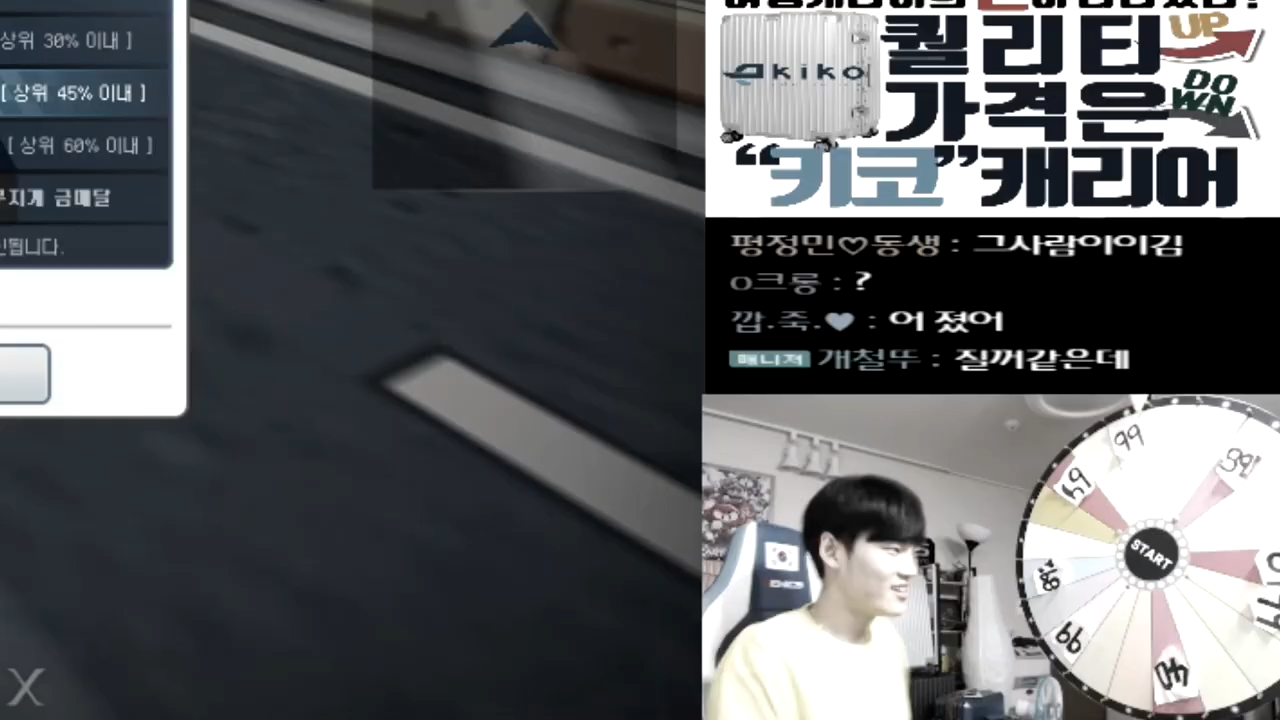 상위 30% 이내 ]
[ 상위 45% 이내 ]
[ 상위 60% 이내 ]
금메달
됩니다.
X
akiko
퀄리티
UP
가격은
DOWN
“키코”캐리어
평정민♡동생 : 그사람이이김
o크롱 : ?
깝.죽.♥ : 어 졌어
매니저 개철뚜 : 질꺼같은데
99
START